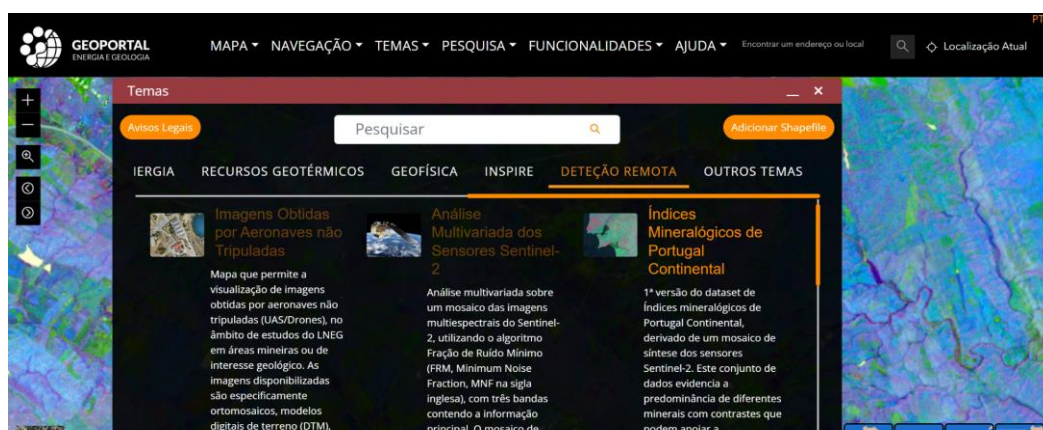 PT
GEOPORTAL
ENERGIA E GEOLOGIA
MAPA NAVEGAÇÃO TEMAS PESQUISA FUNCIONALIDADES AJUDA Encontrar um endereço ou local Localização Atual
Temas
Avisos Legais Pesquisar Adicionar Shapefile
IERGIA RECURSOS GEOTÉRMICOS GEOFÍSICA INSPIRE DETEÇÃO REMOTA OUTROS TEMAS
Imagens Obtidas
por Aeronaves não
Tripuladas
Mapa que permite a
visualização de imagens
obtidas por aeronaves não
tripuladas (UAS/Drones), no
âmbito de estudos do LNEG
em áreas mineiras ou de
interesse geológico. As
imagens disponibilizadas
são especificamente
ortomosaicos, modelos
digitais de terreno (DTM),
Análise
Multivariada dos
Sensores Sentinel-
2
Análise multivariada sobre
um mosaico das imagens
multiespectrais do Sentinel-
2, utilizando o algoritmo
Fração de Ruído Mínimo
(FRM, Minimum Noise
Fraction, MNF na sigla
inglesa), com três bandas
contendo a informação
principal. O mosaico de
Índices
Mineralógicos de
Portugal
Continental
1ª versão do dataset de
Índices mineralógicos de
Portugal Continental,
derivado de um mosaico de
síntese dos sensores
Sentinel-2. Este conjunto de
dados evidencia a
predominância de diferentes
minerais com contrastes que
podem apoiar a